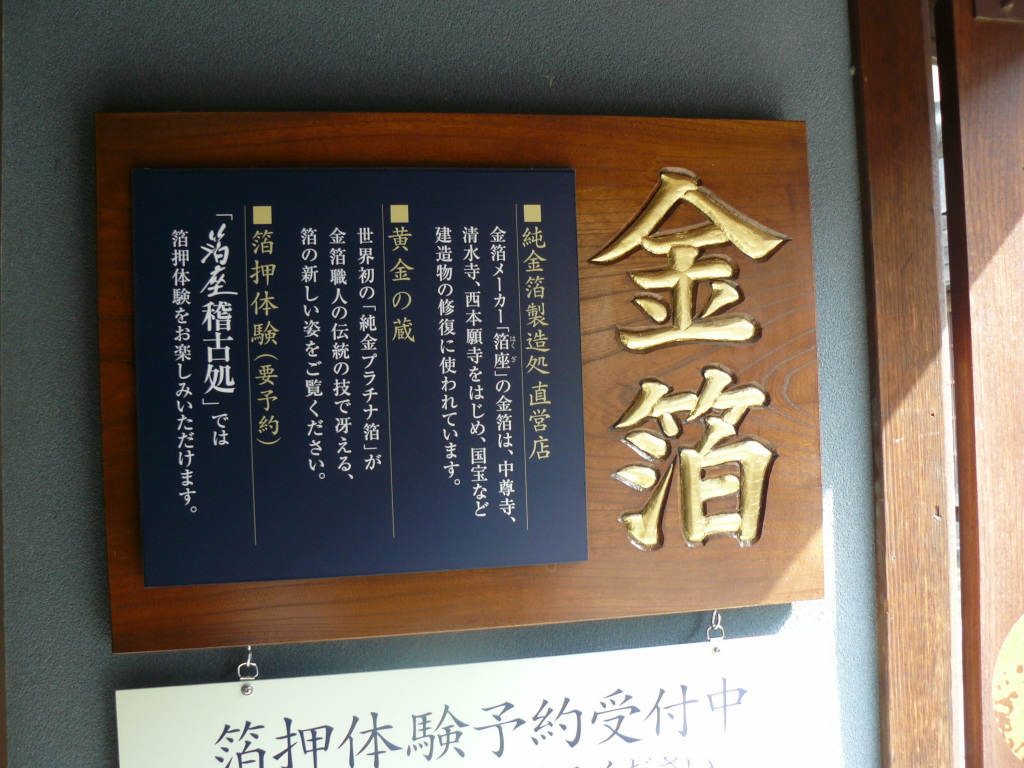 金箔
■純金箔製造処 直営店
金箔メーカー「箔座」の金箔は、中尊寺、
はくざ
清水寺、西本願寺をはじめ、国宝など
建造物の修復に使われています。
■黄金の蔵
世界初の「純金プラチナ箔」が
金箔職人の伝統の技で冴える、
箔の新しい姿をご覧ください。
■箔押体験(要予約)
「箔座稽古処」では
箔押体験をお楽しみいただけます。
箔押体験予約受付中
ください